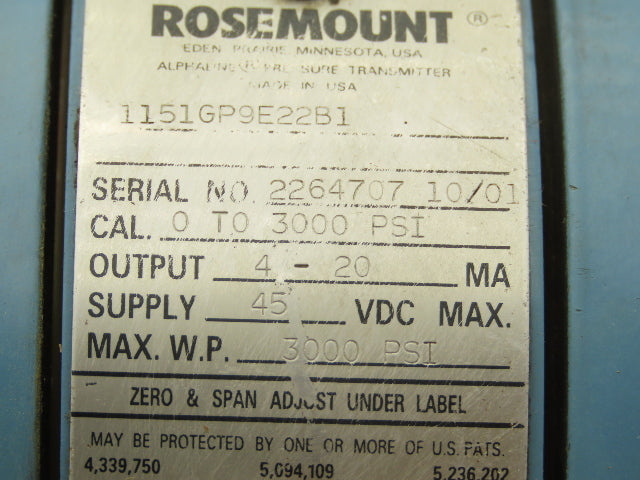 ROSEMOUNT ®
EDEN PRAIRIE, MINNESOTA, USA
ALPHALINE® PRESSURE TRANSMITTER
MADE IN USA
1151GP9E22B1
SERIAL NO. 2264707 10/01
CAL. 0 TO 3000 PSI
OUTPUT 4 - 20 MA
SUPPLY 45 VDC MAX.
MAX. W.P. 3000 PSI
ZERO & SPAN ADJUST UNDER LABEL
MAY BE PROTECTED BY ONE OR MORE OF U.S. PATS.
4,339,750 5,094,109 5,236,202